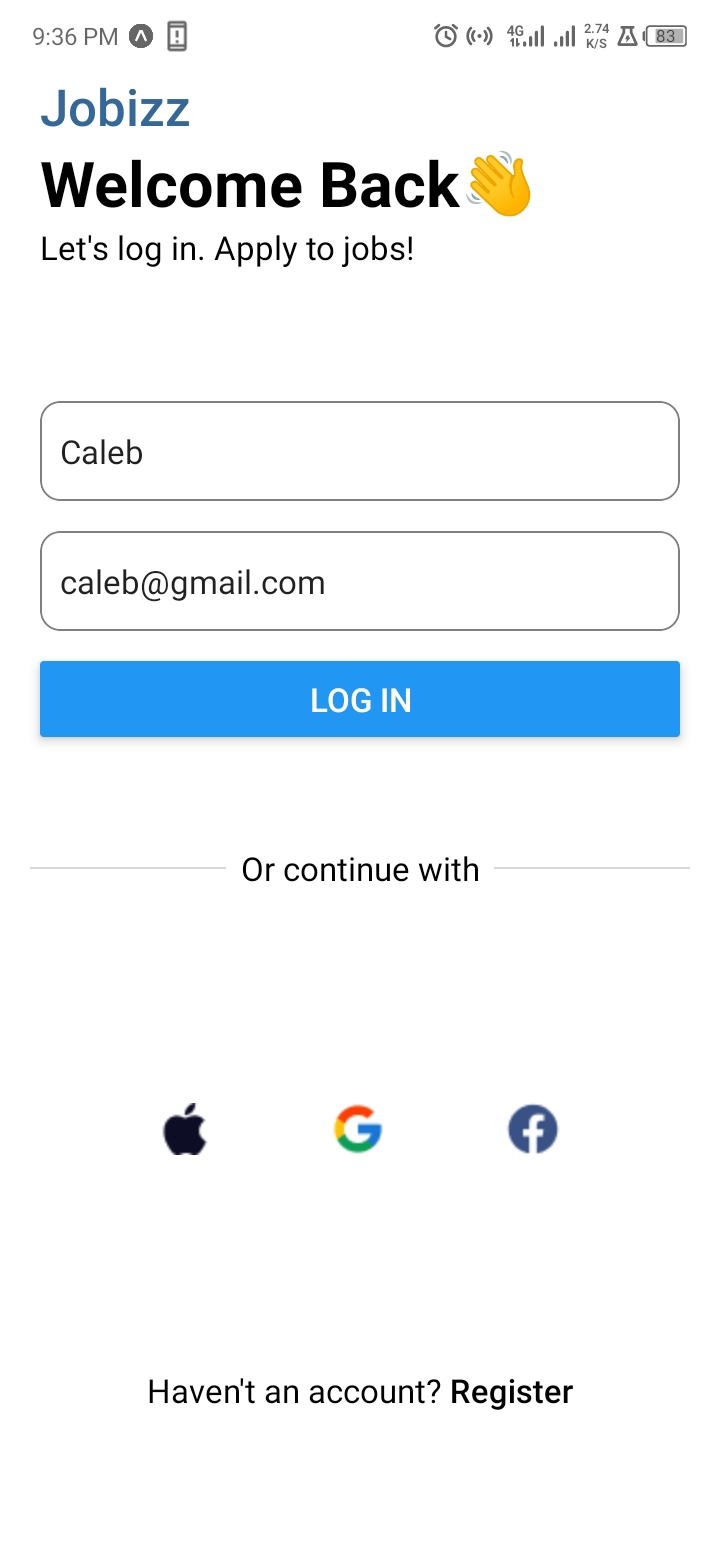 9:36 PM 4G 2.74 K/S 83
Jobizz
Welcome Back👋
Let's log in. Apply to jobs!
Caleb
caleb@gmail.com
LOG IN
Or continue with
Haven't an account? Register